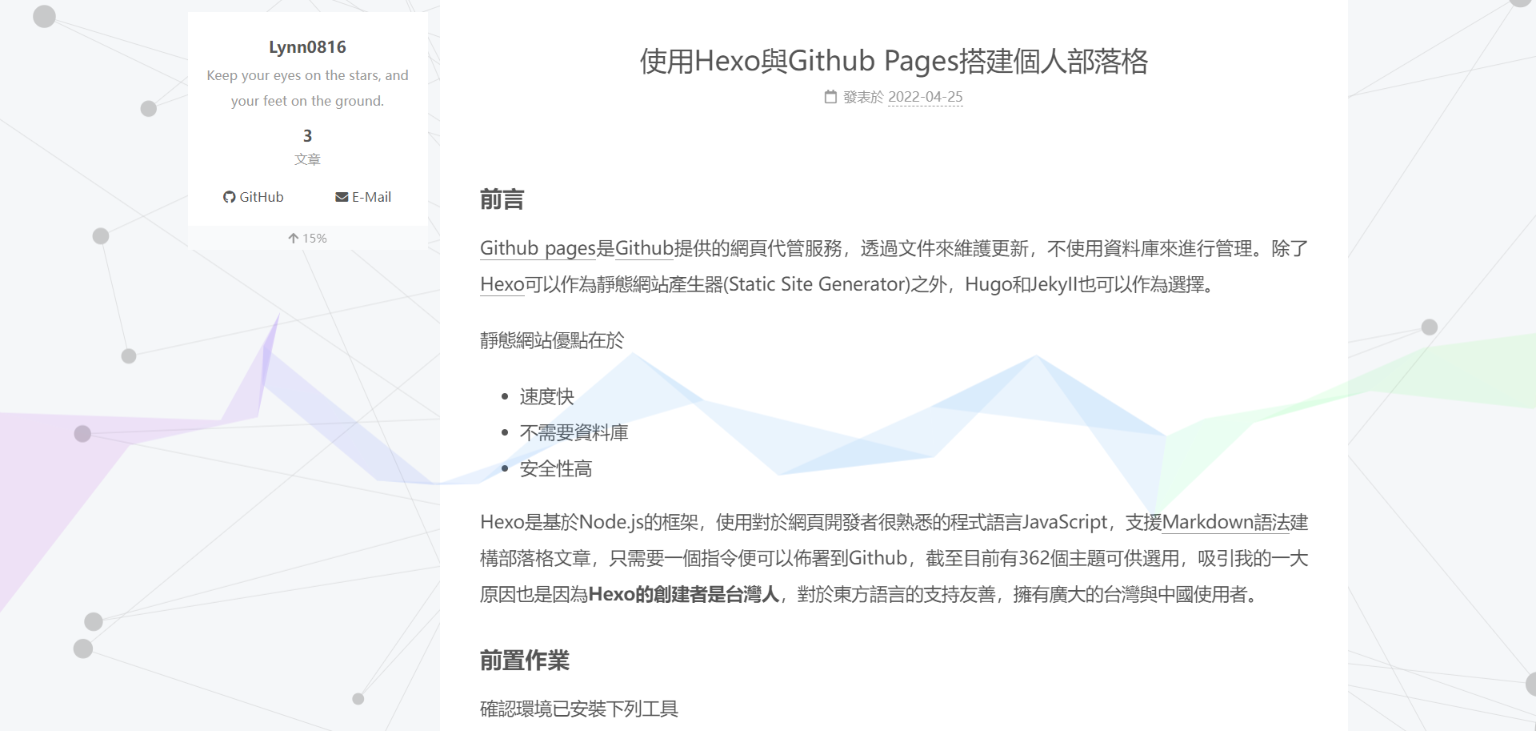 Lynn0816
Keep your eyes on the stars, and
your feet on the ground.
3
文章
GitHub
E-Mail
15%
使用Hexo與Github Pages搭建個人部落格
發表於 2022-04-25
前言
Github pages是Github提供的網頁代管服務，透過文件來維護更新，不使用資料庫來進行管理。除了
Hexo可以作為靜態網站產生器(Static Site Generator)之外，Hugo和Jekyll也可以作為選擇。
靜態網站優點在於
• 速度快
• 不需要資料庫
• 安全性高
Hexo是基於Node.js的框架，使用對於網頁開發者很熟悉的程式語言JavaScript，支援Markdown語法建
構部落格文章，只需要一個指令便可以佈署到Github，截至目前有362個主題可供選用，吸引我的一大
原因也是因為Hexo的創建者是台灣人，對於東方語言的支持友善，擁有廣大的台灣與中國使用者。
前置作業
確認環境已安裝下列工具